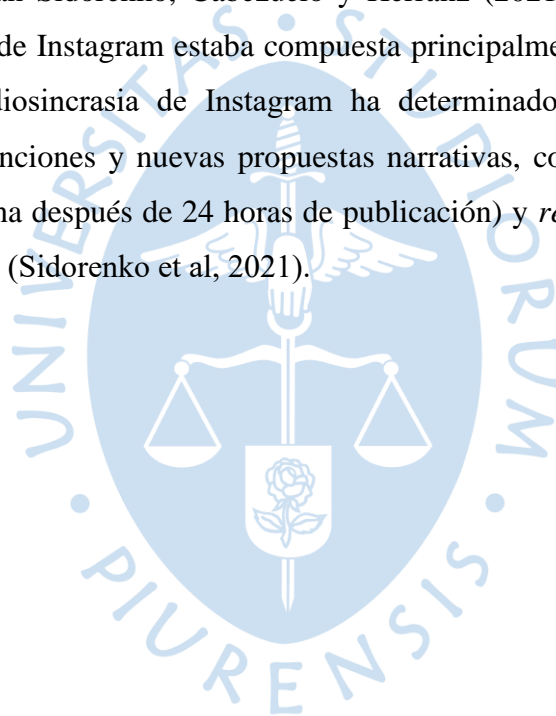 Sidorenko, Cabezuelo y Herranz (2021
de Instagram estaba compuesta principalme
diosincrasia de Instagram ha determinado
nciones y nuevas propuestas narrativas, co
na después de 24 horas de publicación) y re
(Sidorenko et al, 2021).
UNIVERSITAS STUDIORUM
PIURENSIS